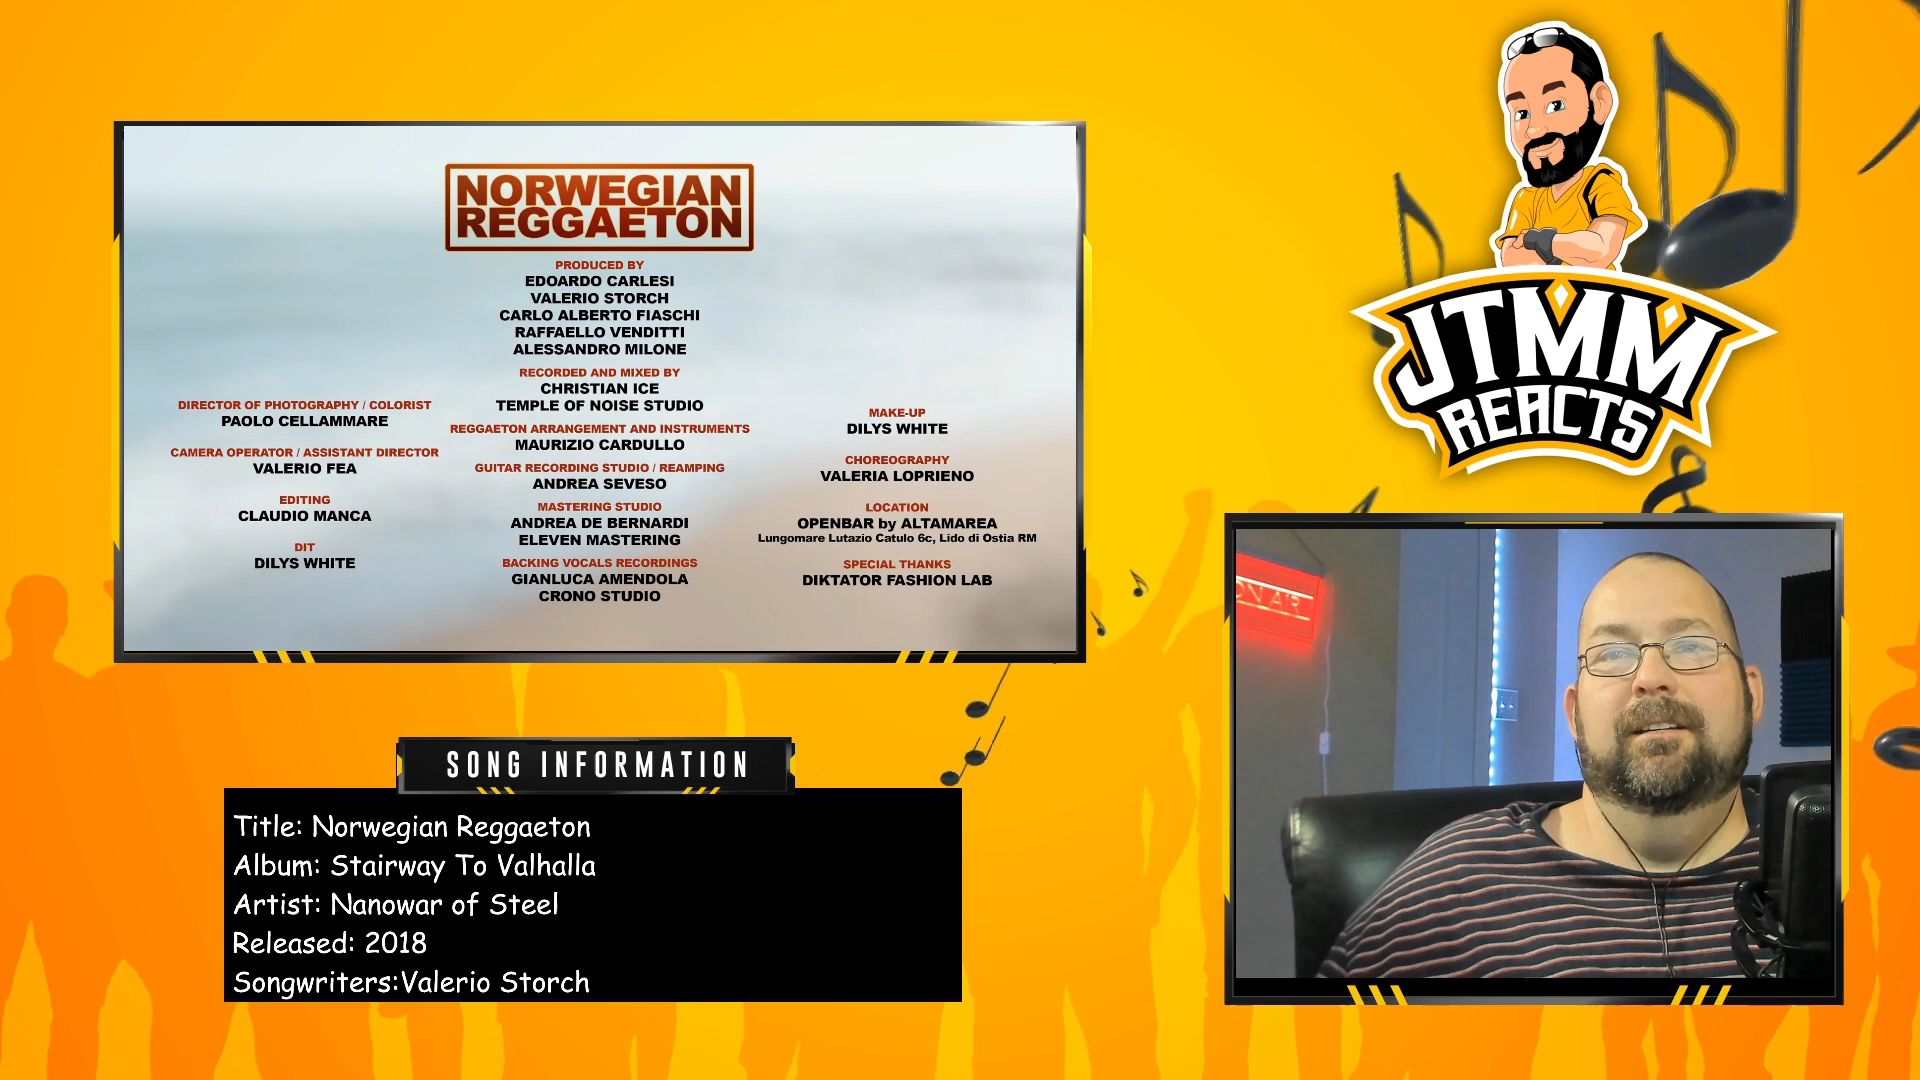 NORWEGIAN
REGGAETON
PRODUCED BY
EDOARDO CARLESI
VALERIO STORCH
CARLO ALBERTO FIASCHI
RAFFAELLO VENDITTI
ALESSANDRO MILONE
RECORDED AND MIXED BY
CHRISTIAN ICE
TEMPLE OF NOISE STUDIO
REGGAETON ARRANGEMENT AND INSTRUMENTS
MAURIZIO CARDULLO
GUITAR RECORDING STUDIO / REAMPING
ANDREA SEVESO
MASTERING STUDIO
ANDREA DE BERNARDI
ELEVEN MASTERING
BACKING VOCALS RECORDINGS
GIANLUCA AMENDOLA
CRONO STUDIO
DIRECTOR OF PHOTOGRAPHY / COLORIST
PAOLO CELLAMMARE
CAMERA OPERATOR / ASSISTANT DIRECTOR
VALERIO FEA
EDITING
CLAUDIO MANCA
DIT
DILYS WHITE
MAKE-UP
DILYS WHITE
CHOREOGRAPHY
VALERIA LOPRIENO
LOCATION
OPENBAR by ALTAMAREA
Lungomare Lutazio Catulo 6c, Lido di Ostia RM
SPECIAL THANKS
DIKTATOR FASHION LAB
JTMM
REACTS
ON AIR
SONG INFORMATION
Title: Norwegian Reggaeton
Album: Stairway To Valhalla
Artist: Nanowar of Steel
Released: 2018
Songwriters:Valerio Storch